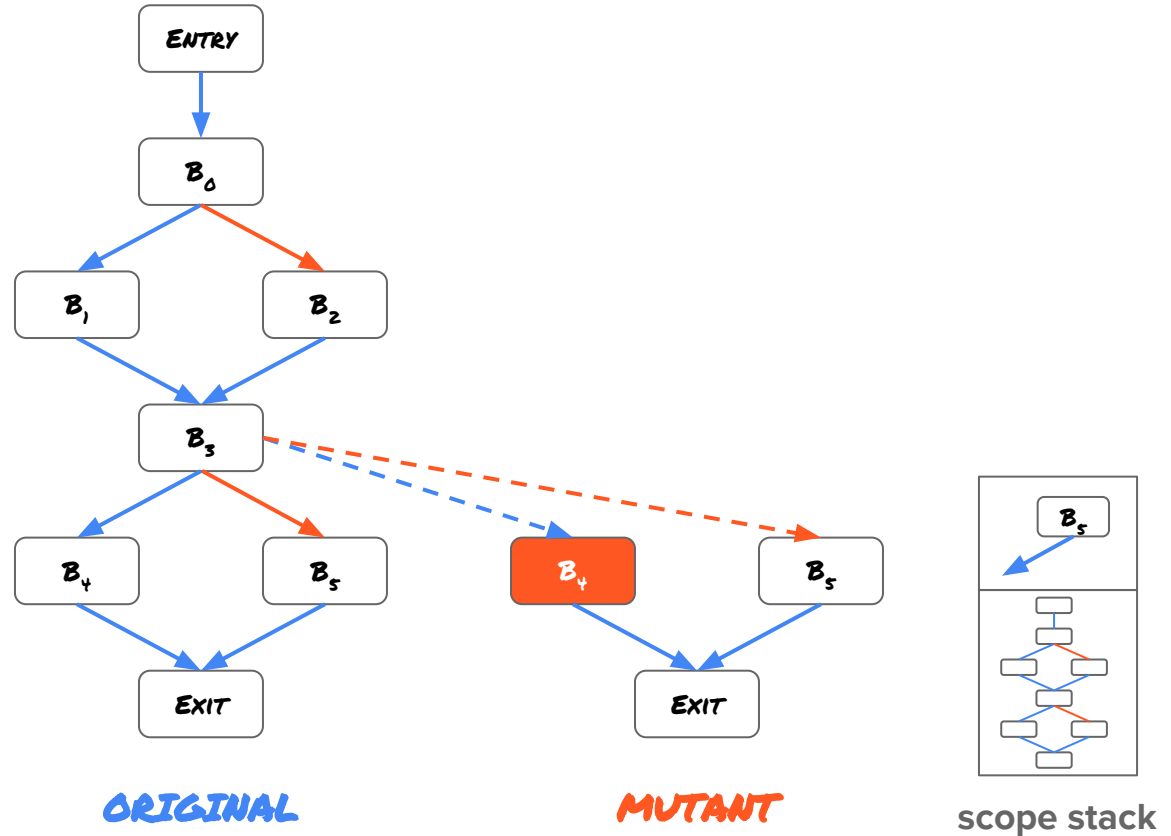 ENTRY
B0
B1
B2
B3
B4
B5
B4
B5
B5
EXIT
EXIT
ORIGINAL
MUTANT
scope stack